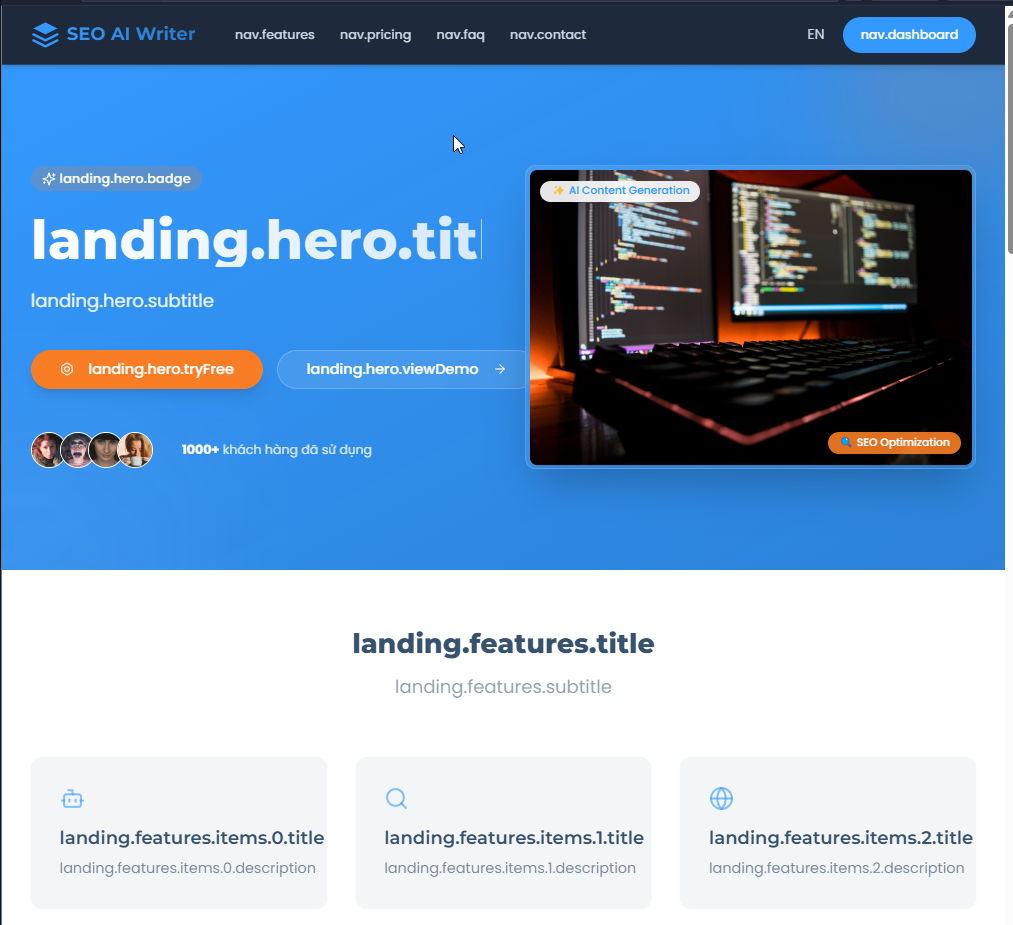 SEO AI Writer
nav.features
nav.pricing
nav.faq
nav.contact
EN
nav.dashboard
landing.hero.badge
landing.hero.tit
landing.hero.subtitle
landing.hero.tryFree
landing.hero.viewDemo
1000+ khách hàng đã sử dụng
✨ AI Content Generation
🔍 SEO Optimization
landing.features.title
landing.features.subtitle
landing.features.items.0.title
landing.features.items.0.description
landing.features.items.1.title
landing.features.items.1.description
landing.features.items.2.title
landing.features.items.2.description